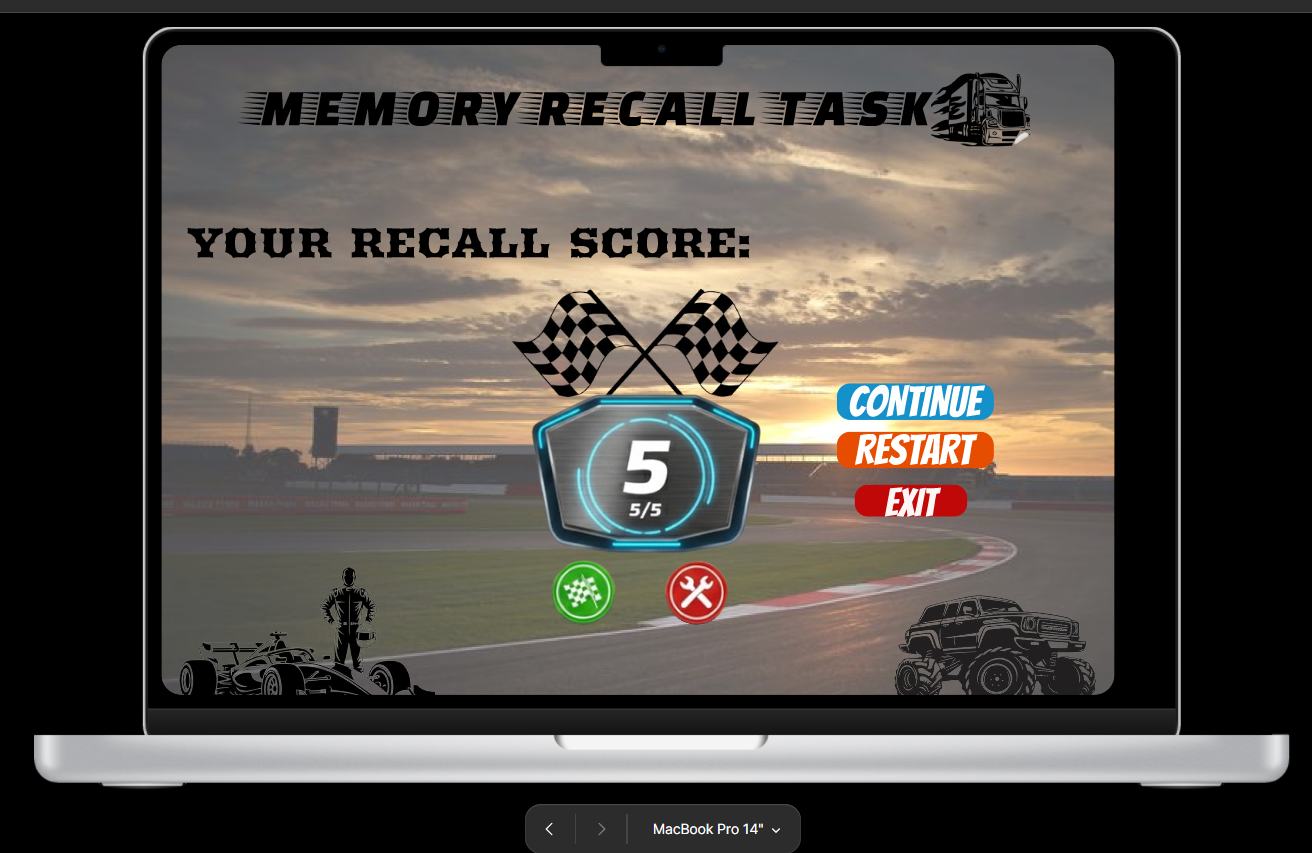 MEMORY RECALL TASK
YOUR RECALL SCORE:
CONTINUE
RESTART
5
5/5
EXIT
MacBook Pro 14"